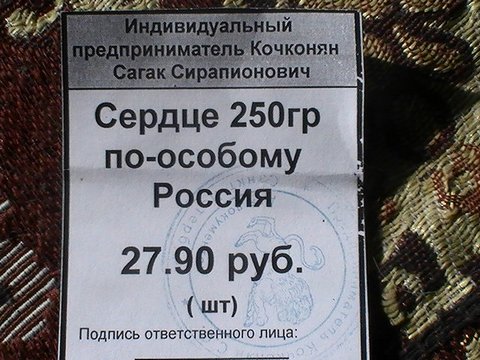 Индивидуальный
предприниматель Кочконян
Сагак Сирапионович
Сердце 250гр
по-особому
Россия
27.90 руб.
( шт)
Подпись ответственного лица: